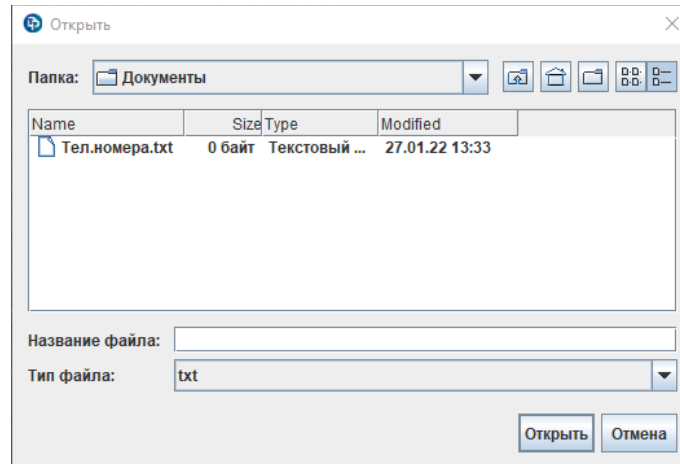 Открыть
Папка: Документы
Name Size Type Modified
Тел.номера.txt 0 байт Текстовый ... 27.01.22 13:33
Название файла:
Тип файла: txt
Открыть Отмена